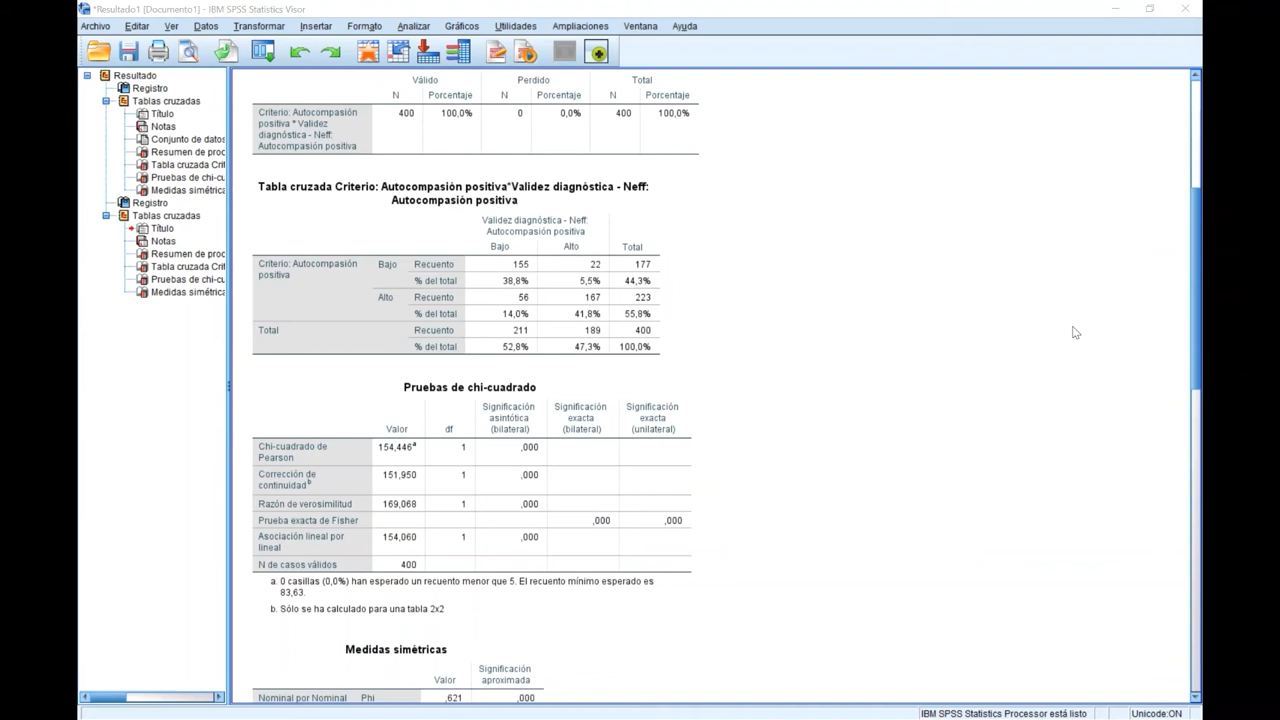 *Resultado1 [Documento1] - IBM SPSS Statistics Visor
Archivo Editar Ver Datos Transformar Insertar Formato Analizar Gráficos Utilidades Ampliaciones Ventana Ayuda
Resultado
Registro
Tablas cruzadas
Título
Notas
Conjunto de datos
Resumen de proc
Tabla cruzada Crit
Pruebas de chi-cu
Medidas simétrica
Registro
Tablas cruzadas
Título
Notas
Resumen de proc
Tabla cruzada Crit
Pruebas de chi-cu
Medidas simétrica
Válido Perdido Total
N Porcentaje N Porcentaje N Porcentaje
Criterio: Autocompasión 400 100,0% 0 0,0% 400 100,0%
positiva * Validez
diagnóstica - Neff:
Autocompasión positiva
Tabla cruzada Criterio: Autocompasión positiva*Validez diagnóstica - Neff:
Autocompasión positiva
Validez diagnóstica - Neff:
Autocompasión positiva
Bajo Alto Total
Criterio: Autocompasión Bajo Recuento 155 22 177
positiva
% del total 38,8% 5,5% 44,3%
Alto Recuento 56 167 223
% del total 14,0% 41,8% 55,8%
Total Recuento 211 189 400
% del total 52,8% 47,3% 100,0%
Pruebas de chi-cuadrado
Significación Significación Significación
asintótica exacta exacta
Valor df (bilateral) (bilateral) (unilateral)
Chi-cuadrado de 154,446a 1 ,000
Pearson
Corrección de 151,950 1 ,000
continuidadb
Razón de verosimilitud 169,068 1 ,000
Prueba exacta de Fisher ,000 ,000
Asociación lineal por 154,060 1 ,000
lineal
N de casos válidos 400
a. 0 casillas (0,0%) han esperado un recuento menor que 5. El recuento mínimo esperado es
83,63.
b. Sólo se ha calculado para una tabla 2x2
Medidas simétricas
Significación
Valor aproximada
Nominal por Nominal Phi ,621 ,000
IBM SPSS Statistics Processor está listo Unicode:ON